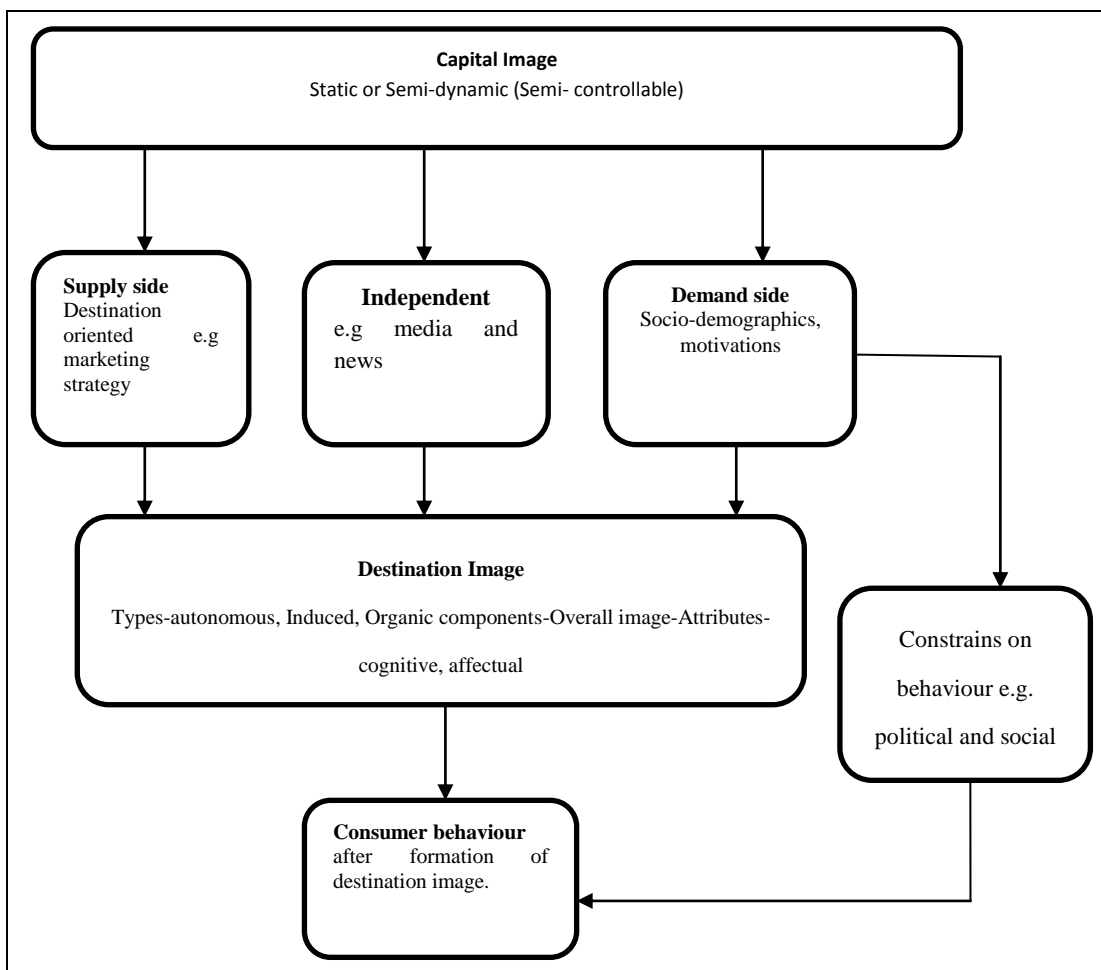 Capital Image
Static or Semi-dynamic (Semi- controllable)
Supply side
Destination
oriented e.g
marketing
strategy
Independent
e.g media and
news
Demand side
Socio-demographics,
motivations
Destination Image
Types-autonomous, Induced, Organic components-Overall image-Attributes-
cognitive, affectual
Constrains on
behaviour e.g.
political and social
Consumer behaviour
after formation of
destination image.